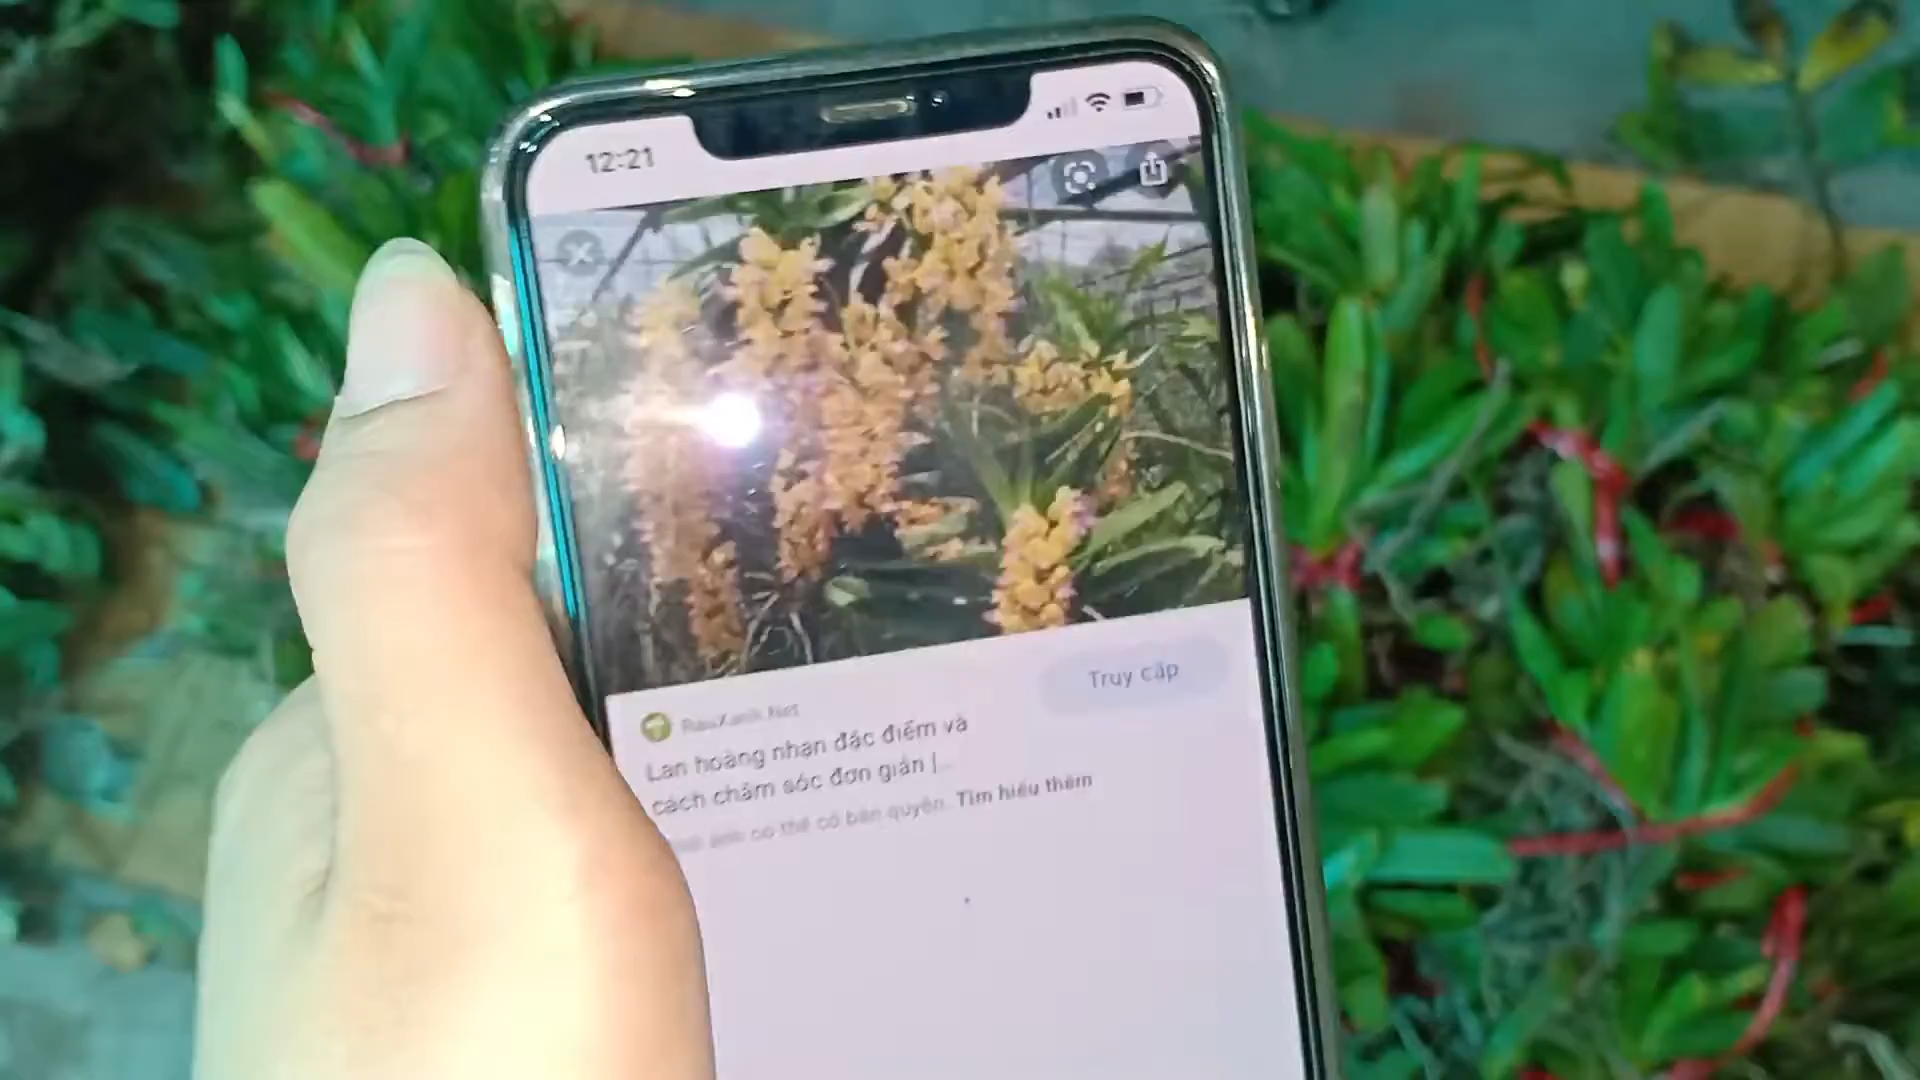 12:21
Truy cập
RauXanh.Net
Lan hoàng nhạn đặc điểm và
cách chăm sóc đơn giản |...
ảnh có thể có bản quyền. Tìm hiểu thêm